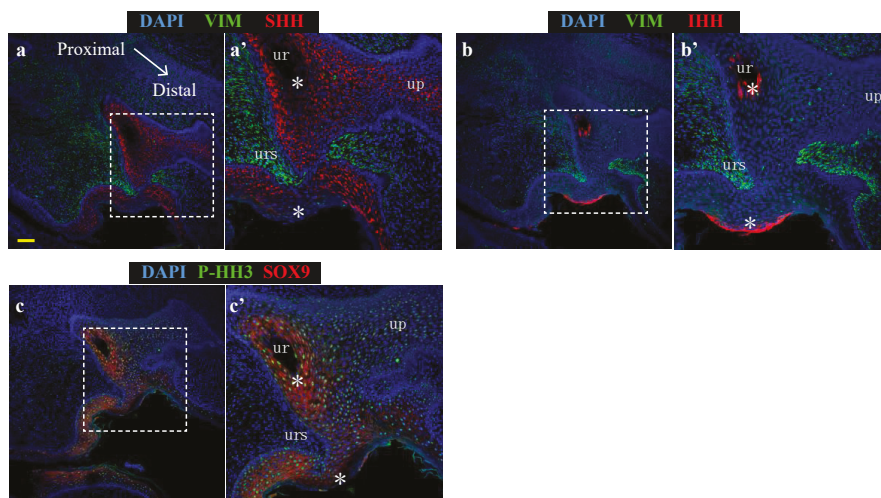 DAPI VIM SHH
a
Proximal
Distal
a'
ur
*
up
urs
*
DAPI VIM IHH
b
b'
ur
*
up
urs
*
DAPI P-HH3 SOX9
c
c'
up
ur
*
urs
*